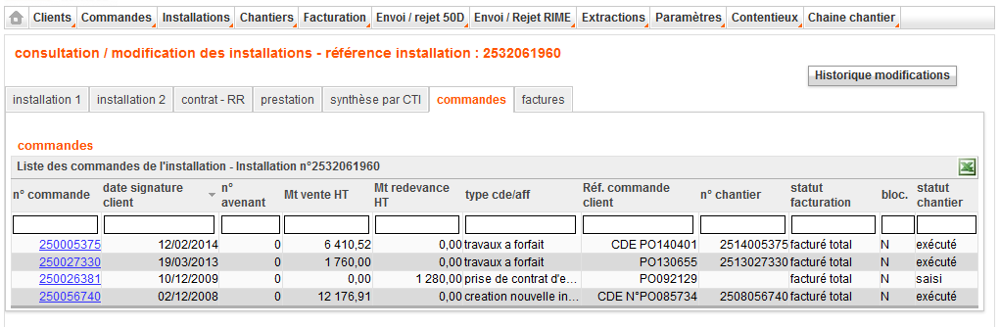 Clients Commandes Installations Chantiers Facturation Envoi / rejet 50D Envoi / Rejet RIME Extractions Paramètres Contentieux Chaine chantier
consultation / modification des installations - référence installation : 2532061960
Historique modifications
installation 1 installation 2 contrat - RR prestation synthèse par CTI commandes factures
commandes
Liste des commandes de l'installation - Installation n°2532061960
n° commande date signature client n° avenant Mt vente HT Mt redevance HT type cde/aff Réf. commande client n° chantier statut facturation bloc. statut chantier
250005375 12/02/2014 0 6 410,52 0,00 travaux a forfait CDE PO140401 2514005375 facturé total N exécuté
250027330 19/03/2013 0 1 760,00 0,00 travaux a forfait PO130655 2513027330 facturé total N exécuté
250026381 10/12/2009 0 0,00 1 280,00 prise de contrat d'e... PO092129 facturé total N saisi
250056740 02/12/2008 0 12 176,91 0,00 creation nouvelle in... CDE N°PO085734 2508056740 facturé total N exécuté